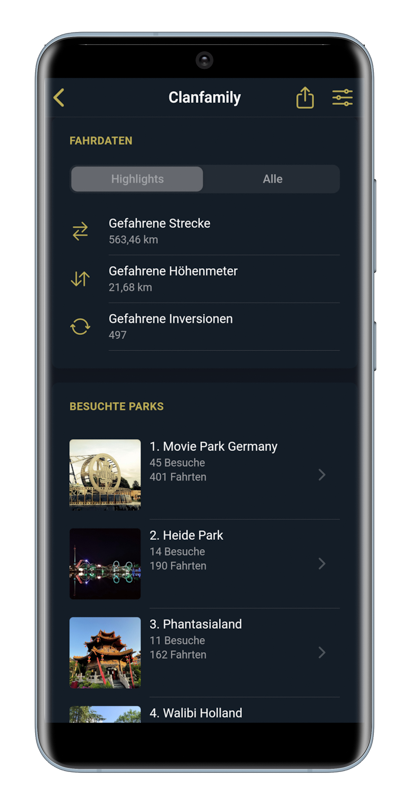 Clanfamily
FAHRDATEN
Highlights
Alle
Gefahrene Strecke
563,46 km
Gefahrene Höhenmeter
21,68 km
Gefahrene Inversionen
497
BESUCHTE PARKS
1. Movie Park Germany
45 Besuche
401 Fahrten
2. Heide Park
14 Besuche
190 Fahrten
3. Phantasialand
11 Besuche
162 Fahrten
4. Walibi Holland